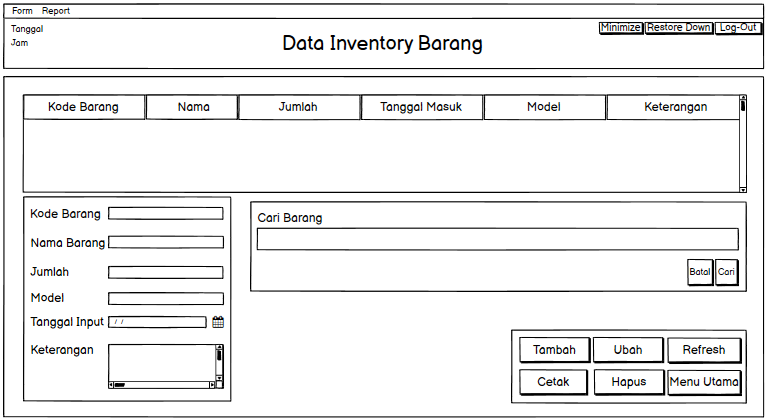 Form Report
Tanggal
Jam
Data Inventory Barang
Minimize Restore Down Log-Out
Kode Barang Nama Jumlah Tanggal Masuk Model Keterangan
Kode Barang
Nama Barang
Jumlah
Model
Tanggal Input / /
Keterangan
Cari Barang
Batal Cari
Tambah Ubah Refresh
Cetak Hapus Menu Utama